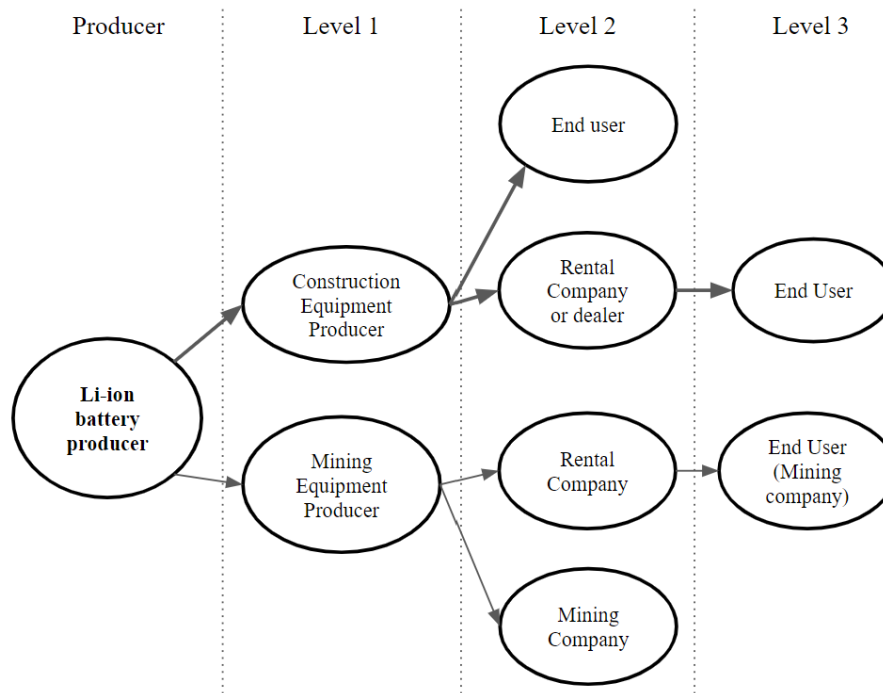 Producer
Level 1
Level 2
Level 3
Li-ion
battery
producer
Construction
Equipment
Producer
Mining
Equipment
Producer
End user
Rental
Company
or dealer
Rental
Company
Mining
Company
End User
End User
(Mining
company)